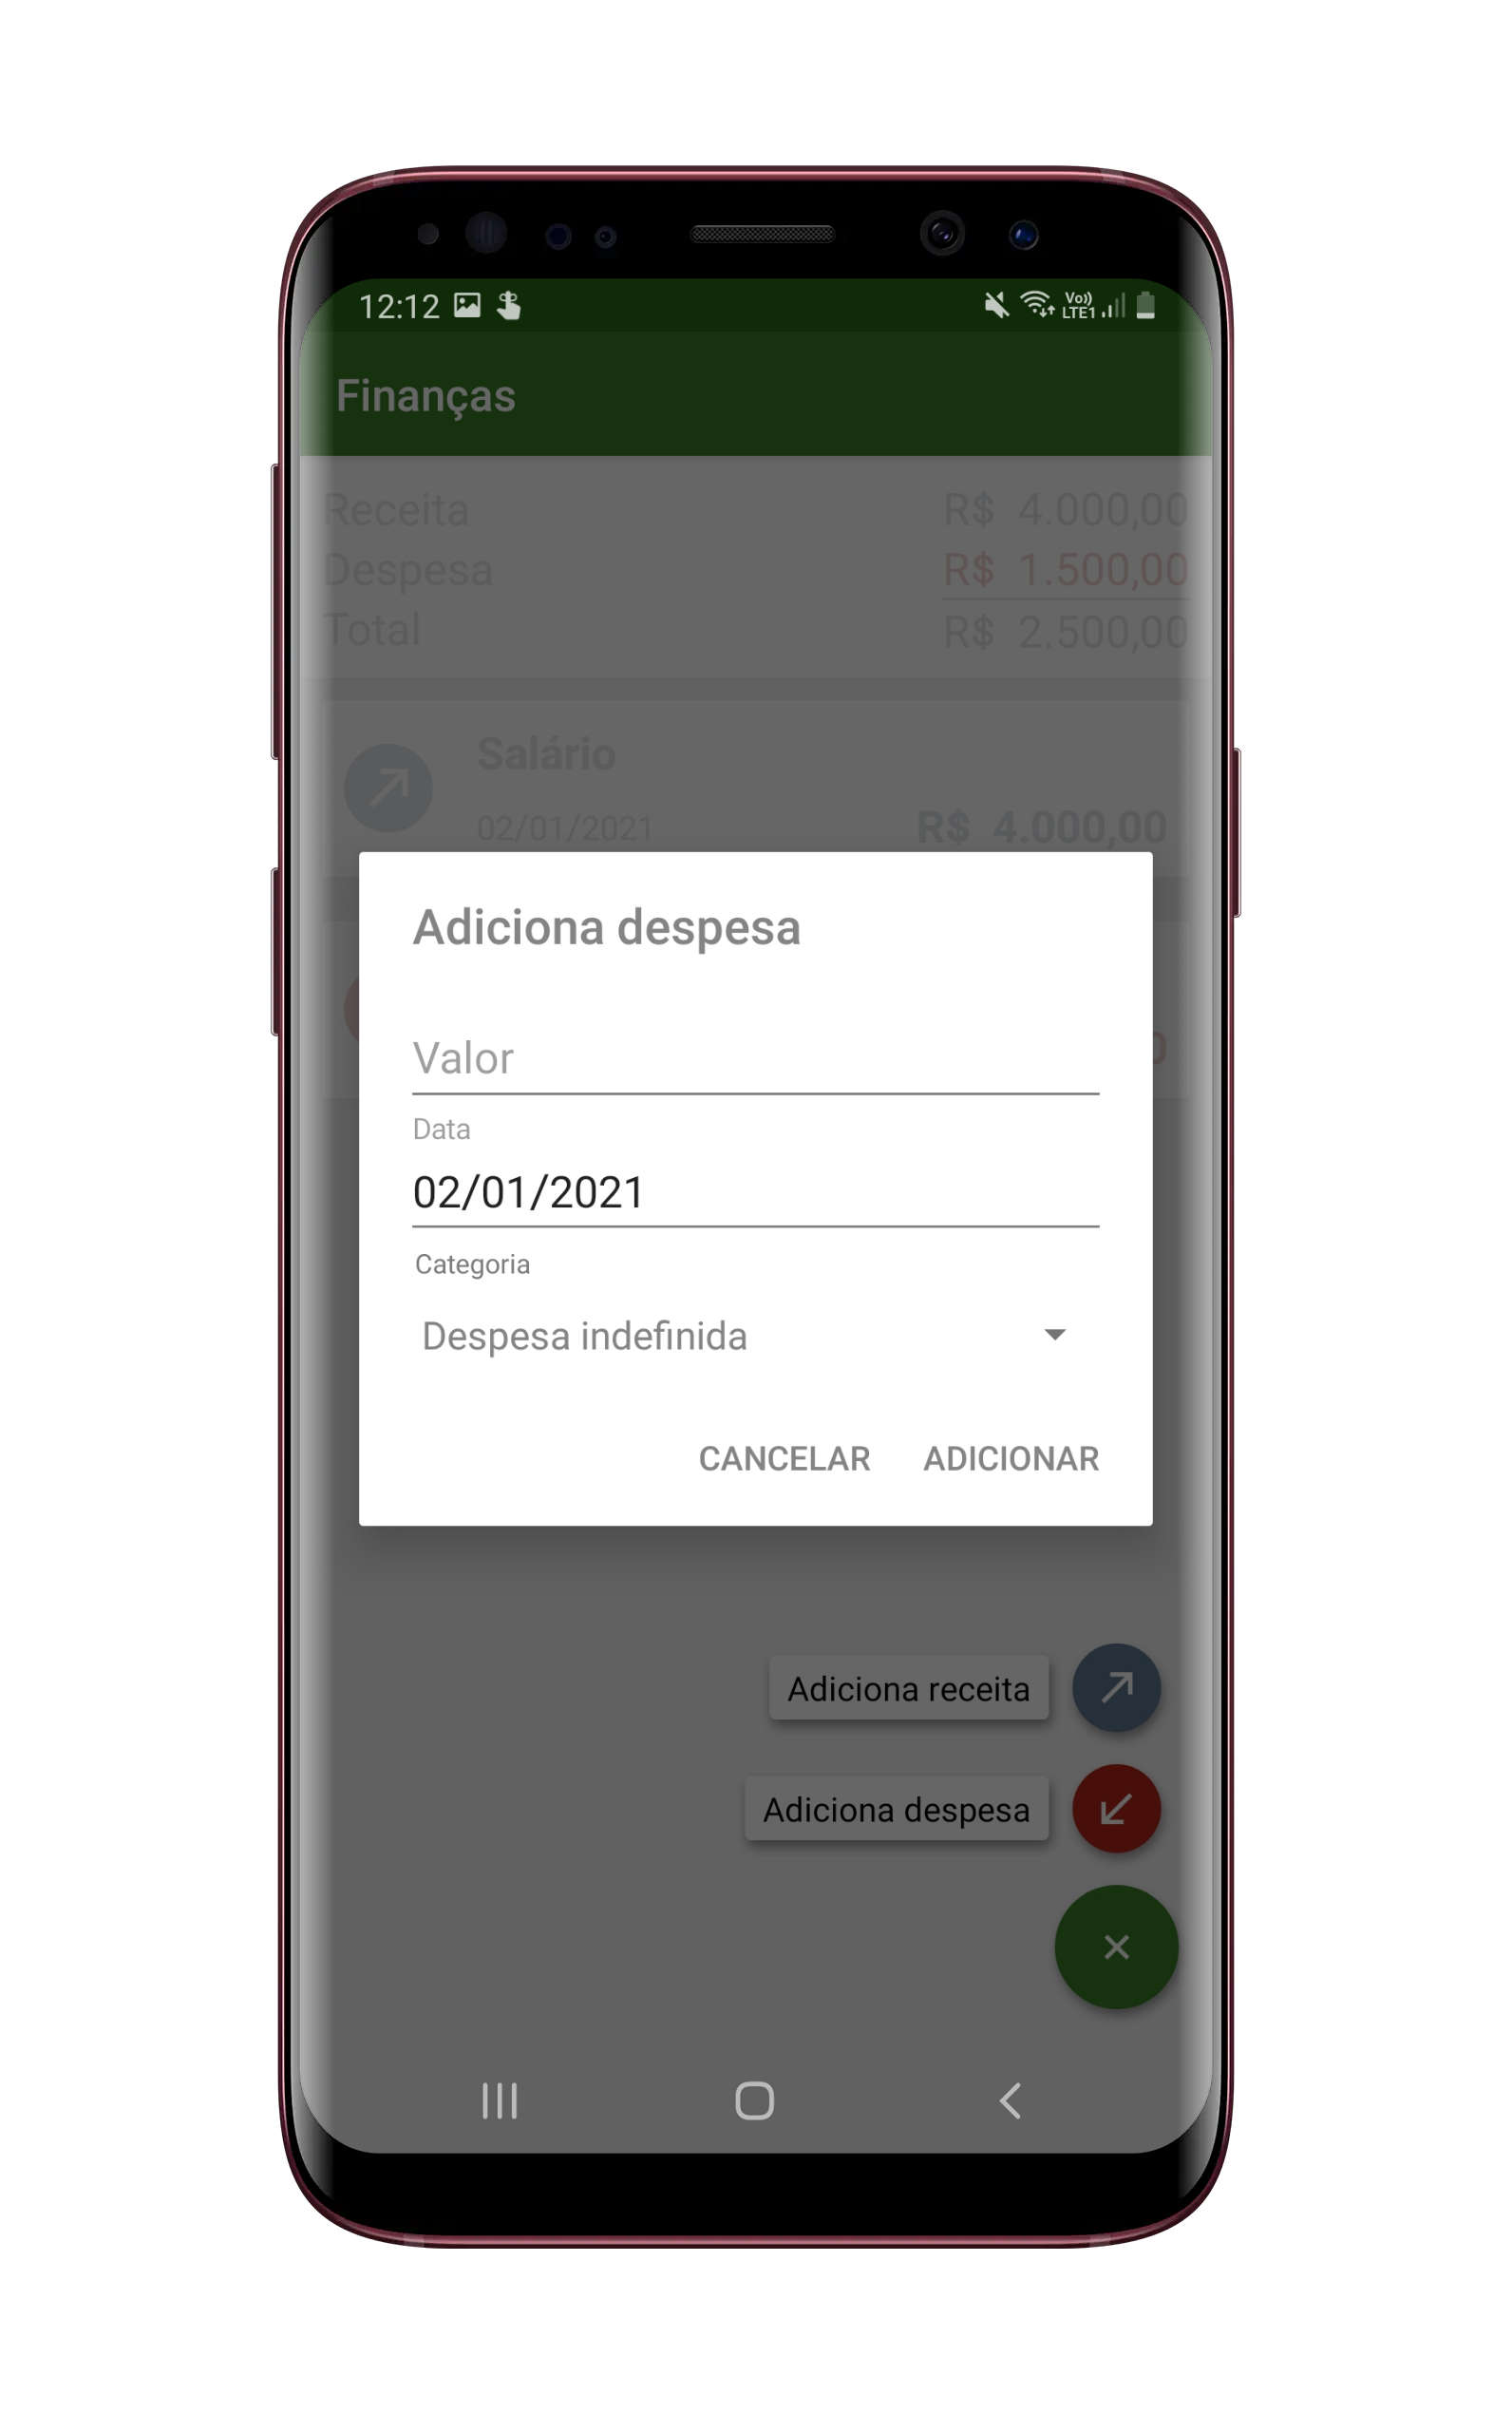 12:12 Vo)) LTE1
Finanças
Receita R$ 4.000,00
Despesa R$ 1.500,00
Total R$ 2.500,00
Salário
02/01/2021 R$ 4.000,00
Adiciona despesa
Valor
Data
02/01/2021
Categoria
Despesa indefinida
CANCELAR ADICIONAR
Adiciona receita
Adiciona despesa